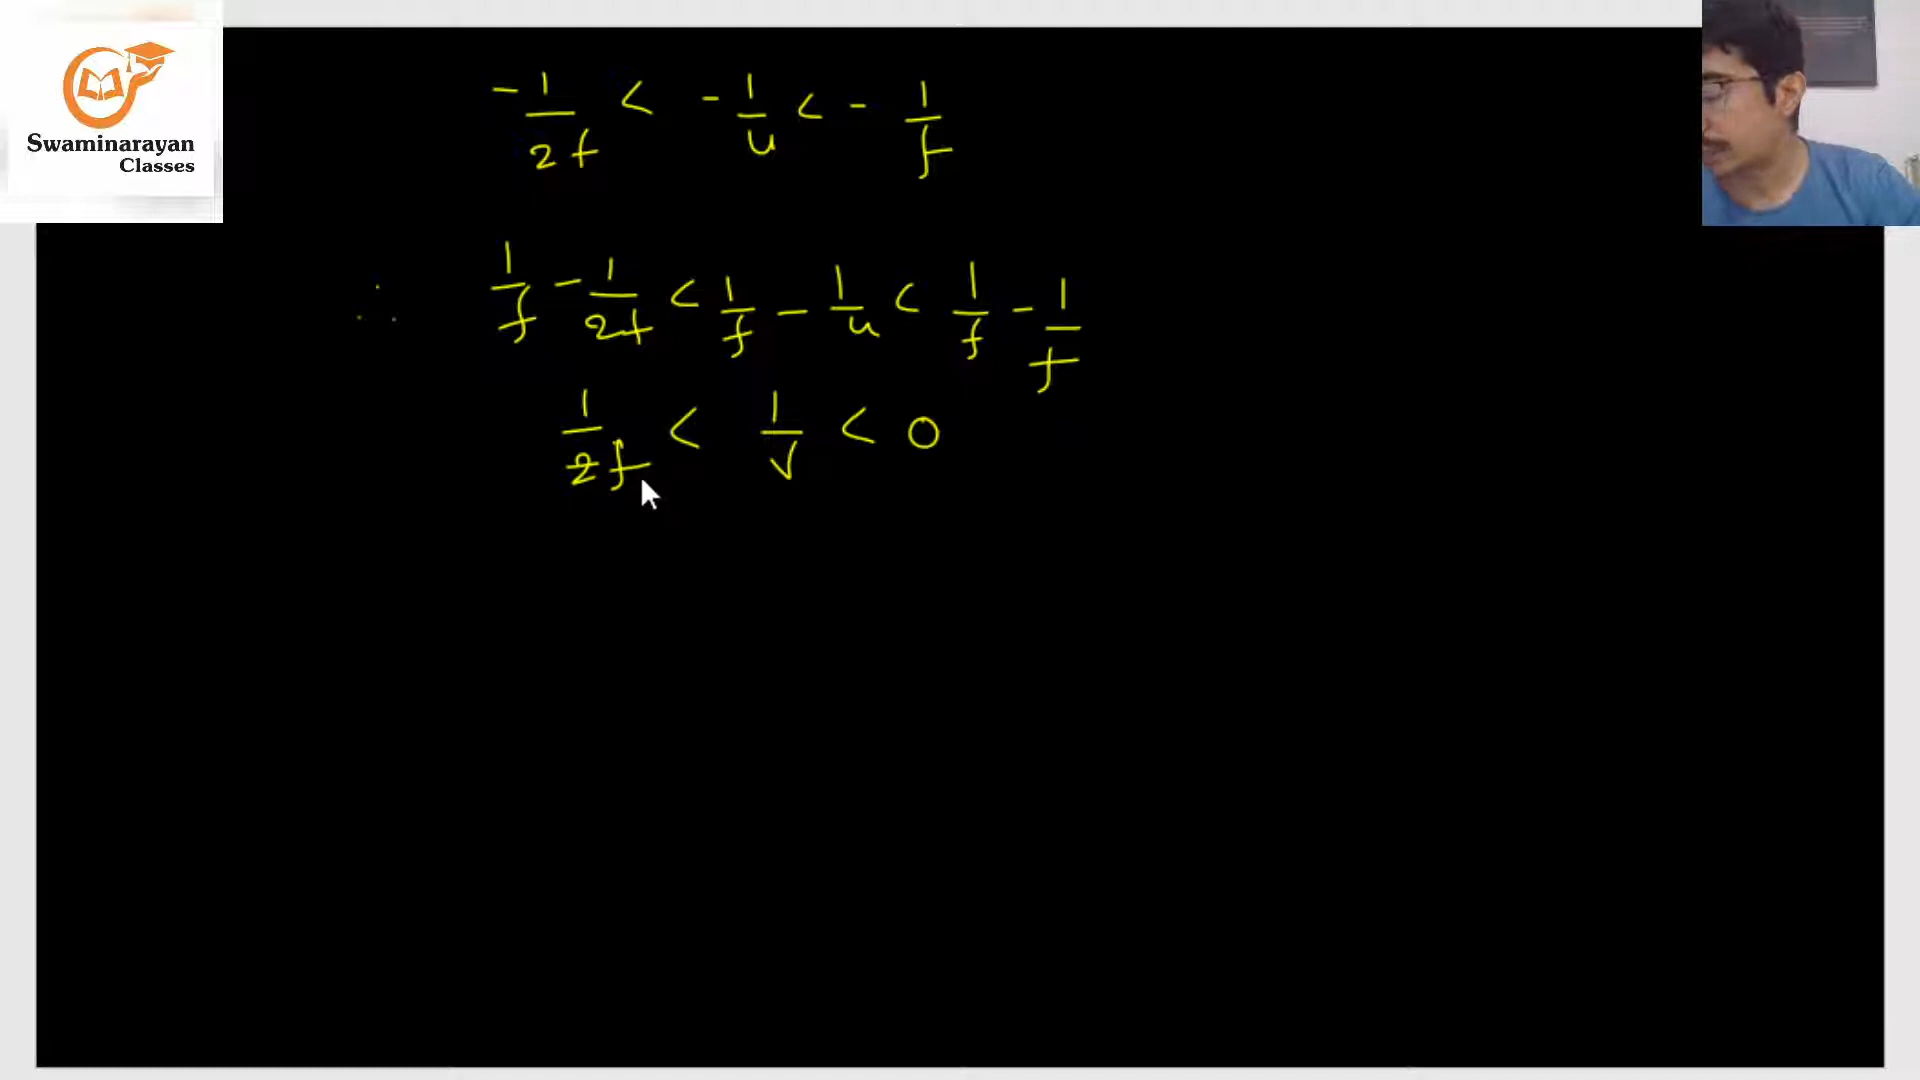 Swaminarayan
Classes
-1/2f < -1/u < -1/f
∴ 1/f - 1/2f < 1/f - 1/u < 1/f - 1/f
1/2f < 1/v < 0